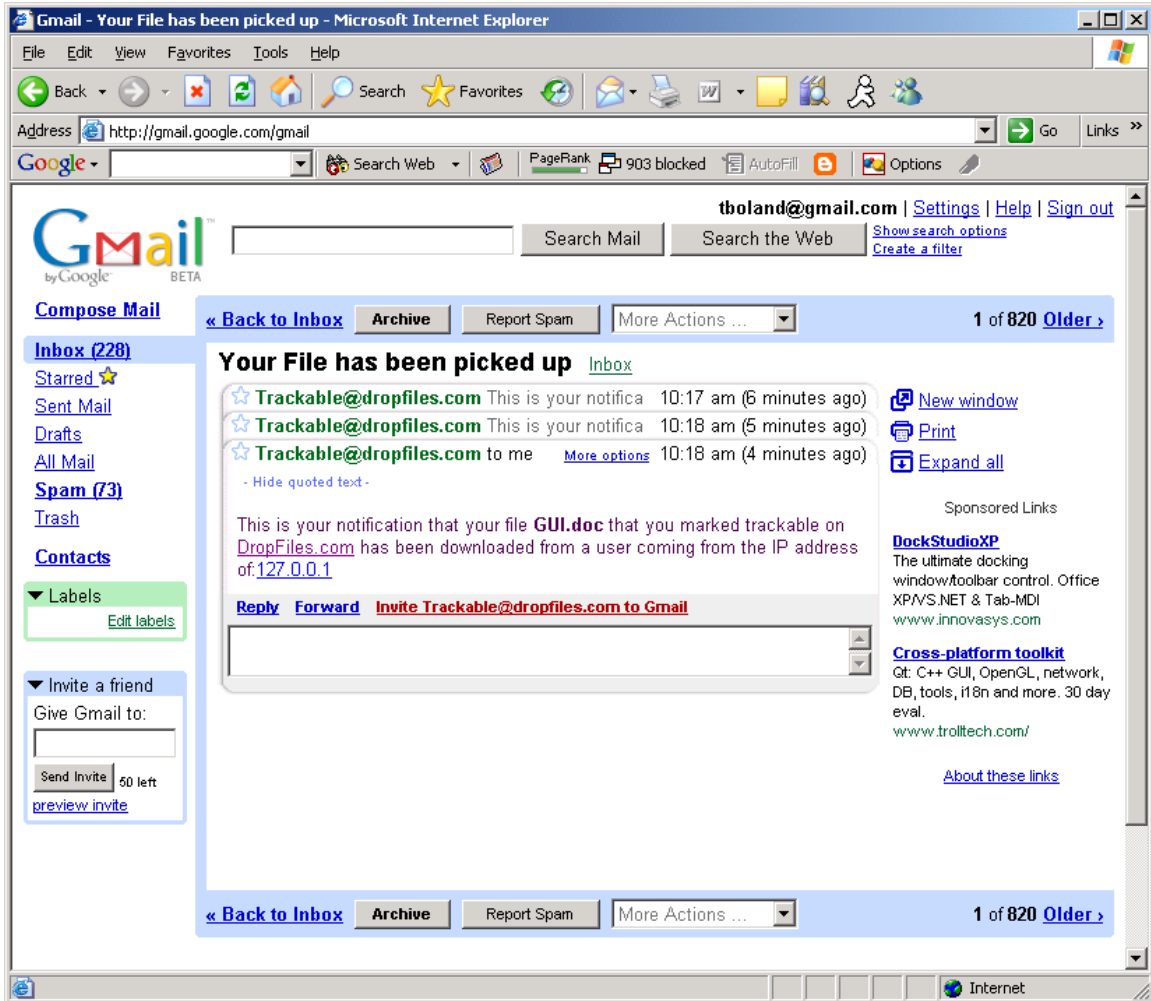 Gmail - Your File has been picked up - Microsoft Internet Explorer
File Edit View Favorites Tools Help
Back Search Favorites
Address http://gmail.google.com/gmail Go Links »
Google Search Web PageRank 903 blocked AutoFill Options
tboland@gmail.com | Settings | Help | Sign out
Gmail™ by Google BETA
Search Mail Search the Web Show search options
Create a filter
Compose Mail
« Back to Inbox Archive Report Spam More Actions ... 1 of 820 Older ›
Inbox (228)
Starred
Sent Mail
Drafts
All Mail
Spam (73)
Trash
Contacts
Labels
Edit labels
Invite a friend
Give Gmail to:
Send Invite 50 left
preview invite
Your File has been picked up Inbox
Trackable@dropfiles.com This is your notifica 10:17 am (6 minutes ago)
Trackable@dropfiles.com This is your notifica 10:18 am (5 minutes ago)
Trackable@dropfiles.com to me More options 10:18 am (4 minutes ago)
- Hide quoted text -
This is your notification that your file GUI.doc that you marked trackable on
DropFiles.com has been downloaded from a user coming from the IP address
of:127.0.0.1
Reply Forward Invite Trackable@dropfiles.com to Gmail
New window
Print
Expand all
Sponsored Links
DockStudioXP
The ultimate docking
window/toolbar control. Office
XP/VS.NET & Tab-MDI
www.innovasys.com
Cross-platform toolkit
Qt: C++ GUI, OpenGL, network,
DB, tools, i18n and more. 30 day
eval.
www.trolltech.com/
About these links
« Back to Inbox Archive Report Spam More Actions ... 1 of 820 Older ›
Internet